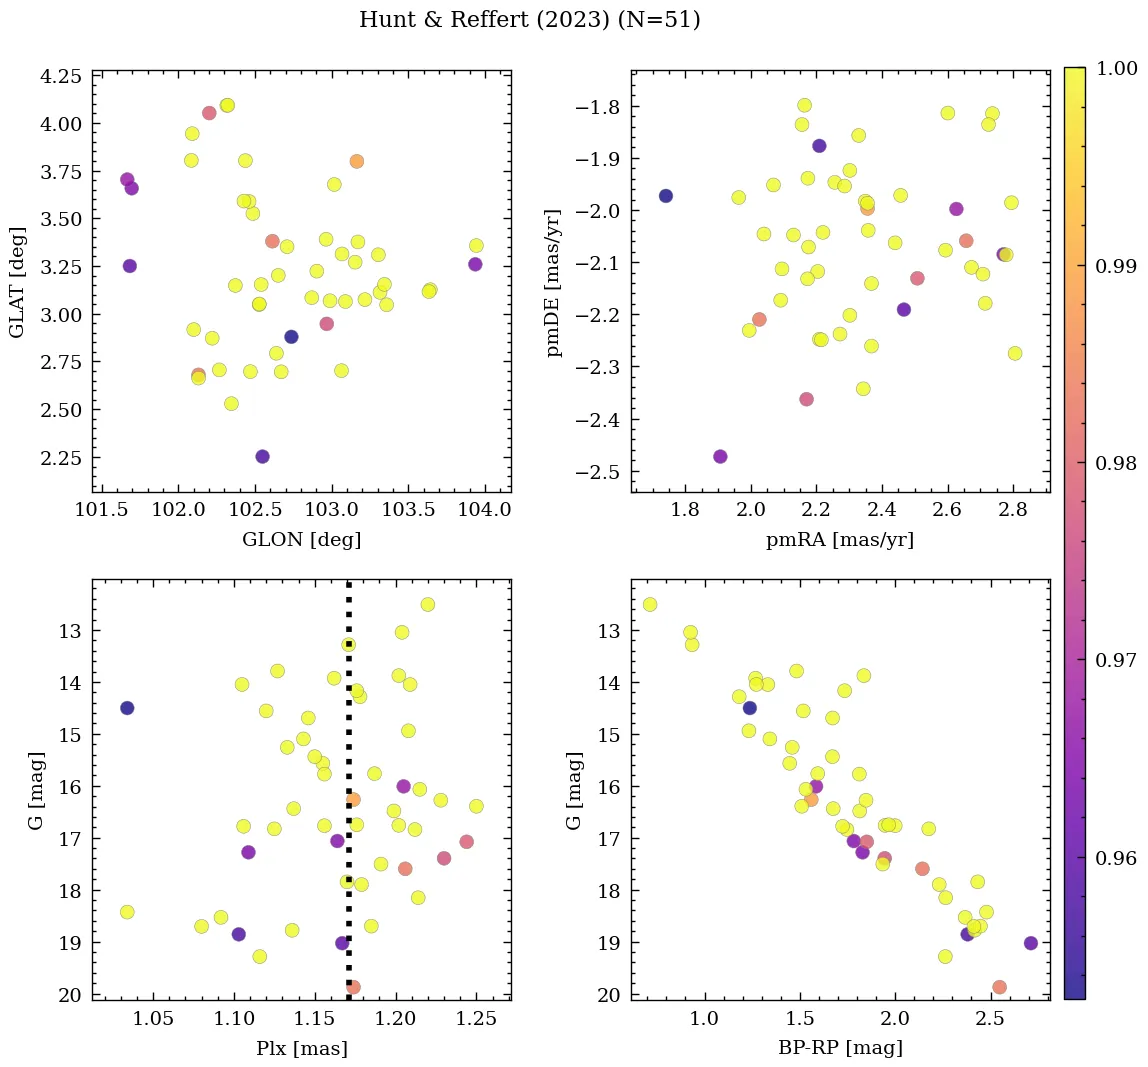 Hunt & Reffert (2023) (N=51)
4.25
4.00
3.75
3.50
3.25
3.00
2.75
2.50
2.25
GLAT [deg]
101.5 102.0 102.5 103.0 103.5 104.0
GLON [deg]
−1.8
−1.9
−2.0
−2.1
−2.2
−2.3
−2.4
−2.5
pmDE [mas/yr]
1.8 2.0 2.2 2.4 2.6 2.8
pmRA [mas/yr]
13
14
15
16
17
18
19
20
G [mag]
1.05 1.10 1.15 1.20 1.25
Plx [mas]
13
14
15
16
17
18
19
20
G [mag]
1.0 1.5 2.0 2.5
BP-RP [mag]
1.00
0.99
0.98
0.97
0.96